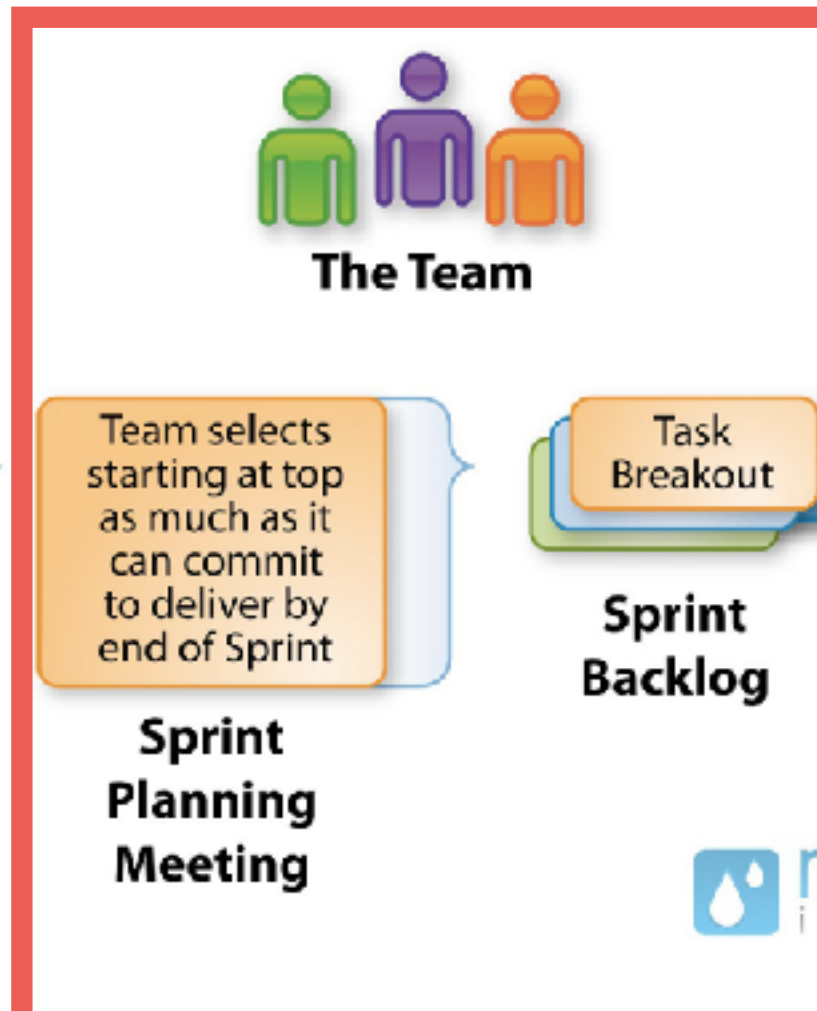 The Team
Team selects
starting at top
as much as it
can commit
to deliver by
end of Sprint
Sprint
Planning
Meeting
Task
Breakout
Sprint
Backlog